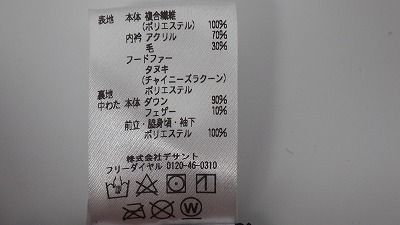 表地 本体 複合繊維
(ポリエステル) 100%
内衿 アクリル 70%
毛 30%
フードファー
タヌキ
(チャイニーズラクーン)
裏地 ポリエステル
中わた 本体 ダウン 90%
フェザー 10%
前立・脇身頃・袖下
ポリエステル 100%
株式会社デサント
フリーダイヤル 0120-46-0310
W